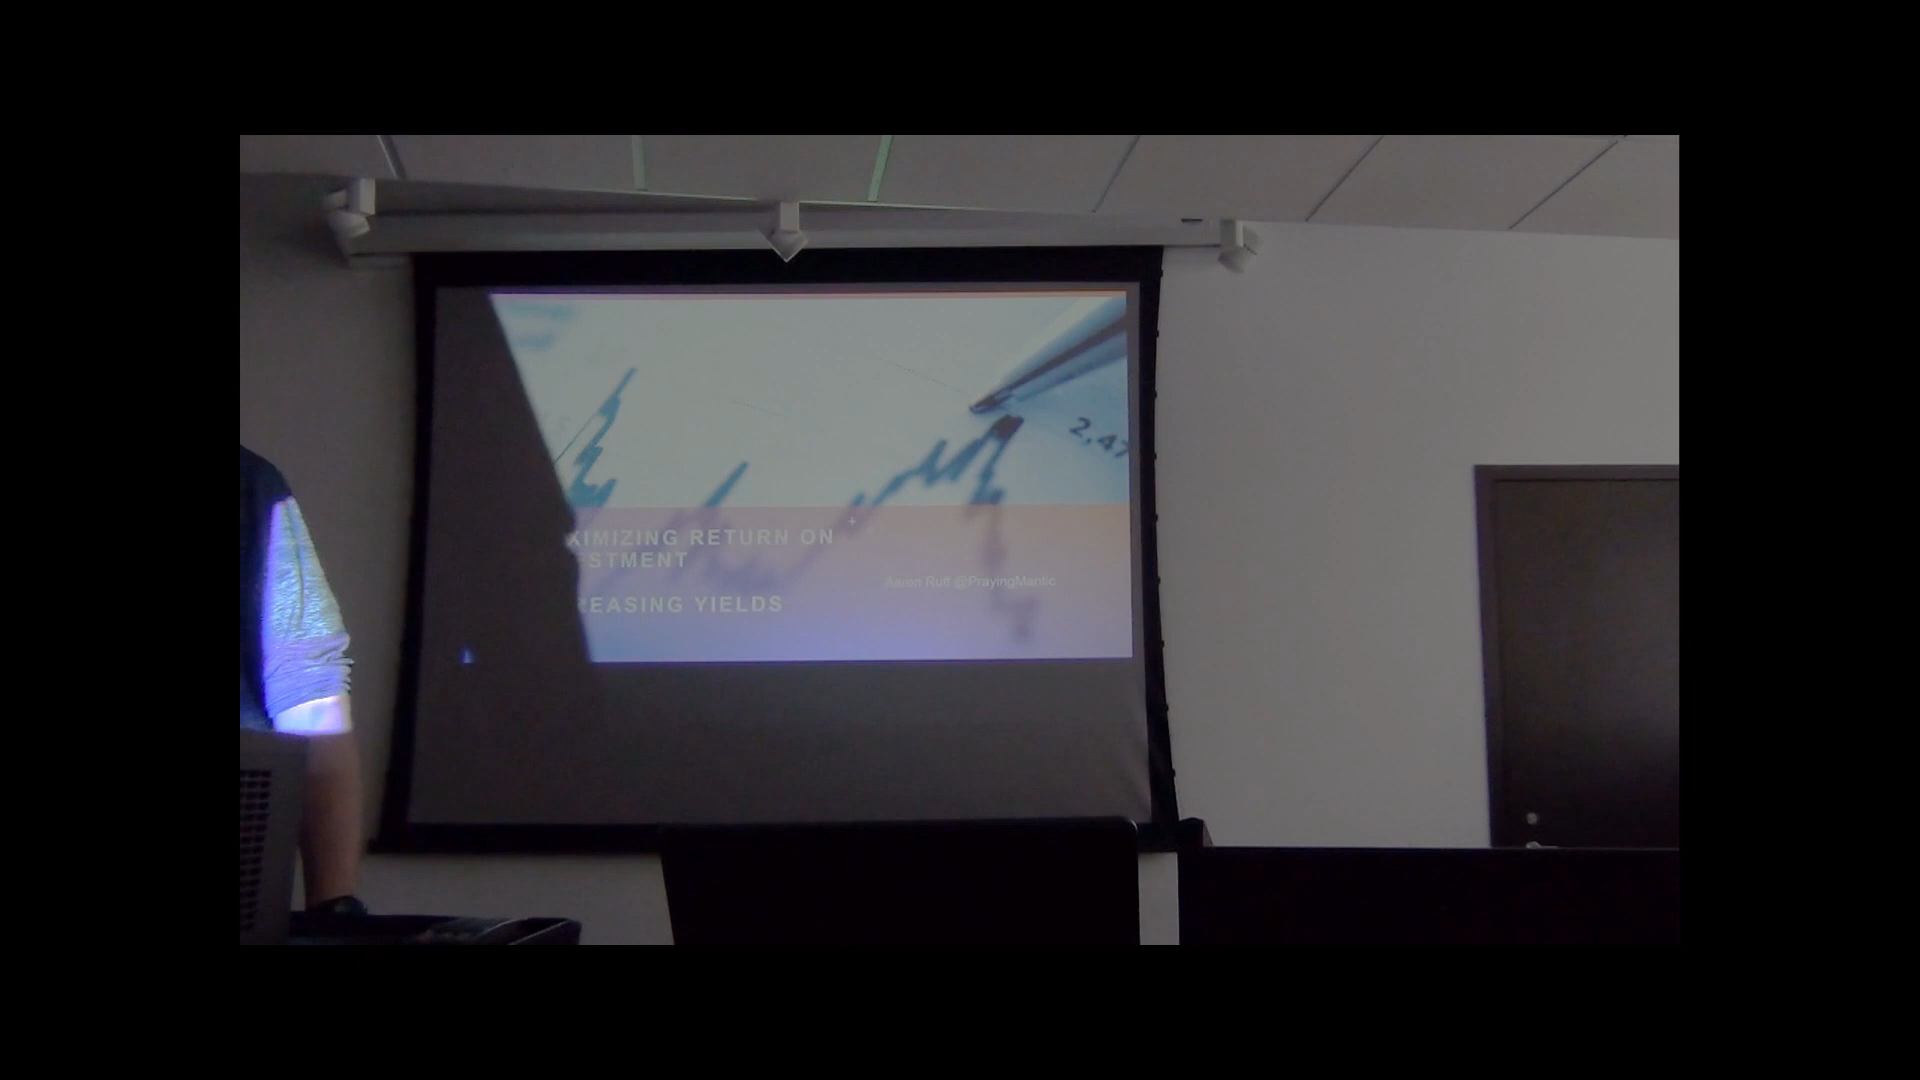 2,47
XIMIZING RETURN ON
ESTMENT
Aaron Ruff @PrayingMantic
REASING YIELDS